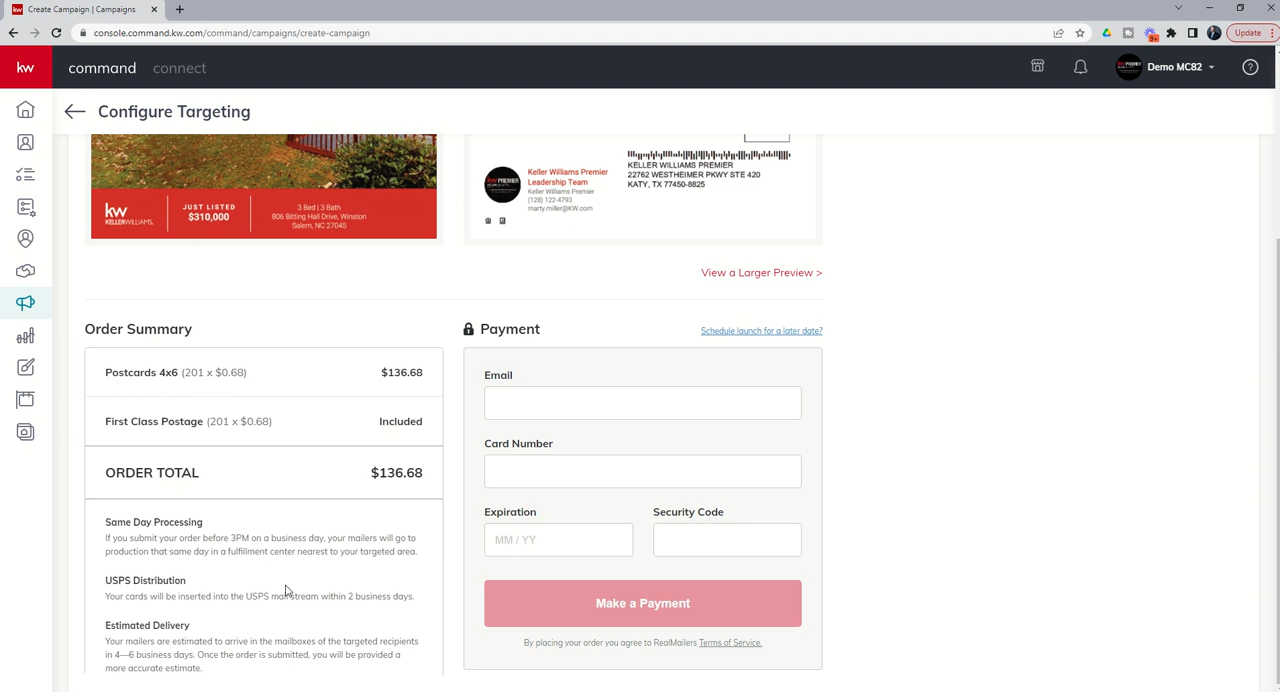 kw Create Campaign | Campaigns
console.command.kw.com/command/campaigns/create-campaign
9+
Update
kw command connect
Demo MC82
Configure Targeting
kw
KELLERWILLIAMS.
JUST LISTED
$310,000
3 Bed | 3 Bath
806 Bitting Hall Drive, Winston
Salem, NC 27045
KW PREMIER
Keller Williams Premier
Leadership Team
Keller Williams Premier
(128) 122-4793
marty.miller@KW.com
KELLER WILLIAMS PREMIER
22762 WESTHEIMER PKWY STE 420
KATY, TX 77450-8825
View a Larger Preview >
Order Summary
Postcards 4x6 (201 x $0.68) $136.68
First Class Postage (201 x $0.68) Included
ORDER TOTAL $136.68
Same Day Processing
If you submit your order before 3PM on a business day, your mailers will go to
production that same day in a fulfillment center nearest to your targeted area.
USPS Distribution
Your cards will be inserted into the USPS mailstream within 2 business days.
Estimated Delivery
Your mailers are estimated to arrive in the mailboxes of the targeted recipients
in 4—6 business days. Once the order is submitted, you will be provided a
more accurate estimate.
Payment
Schedule launch for a later date?
Email
Card Number
Expiration
Security Code
MM / YY
Make a Payment
By placing your order you agree to RealMailers Terms of Service.